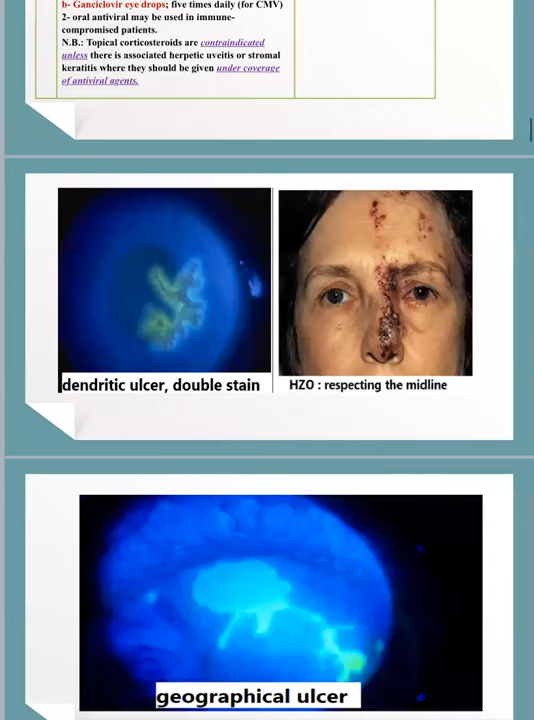 b- Ganciclovir eye drops; five times daily (for CMV)
2- oral antiviral may be used in immune-
compromised patients.
N.B.: Topical corticosteroids are contraindicated
unless there is associated herpetic uveitis or stromal
keratitis where they should be given under coverage
of antiviral agents.
dendritic ulcer, double stain
HZO : respecting the midline
geographical ulcer